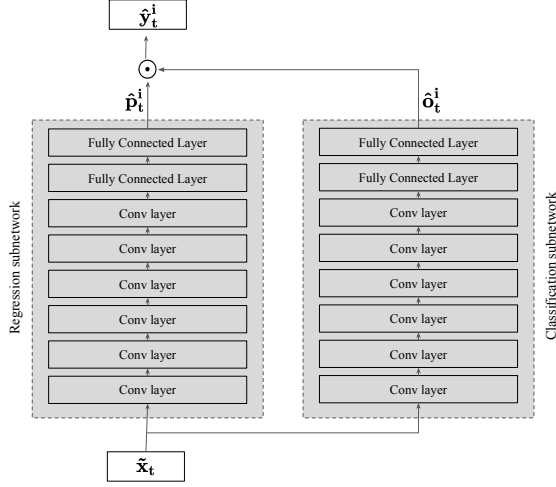 ŷ_t^i
⊙
p̂_t^i
ô_t^i
Regression subnetwork
Fully Connected Layer
Fully Connected Layer
Conv layer
Conv layer
Conv layer
Conv layer
Conv layer
Conv layer
Fully Connected Layer
Fully Connected Layer
Conv layer
Conv layer
Conv layer
Conv layer
Conv layer
Conv layer
Classification subnetwork
x̃_t